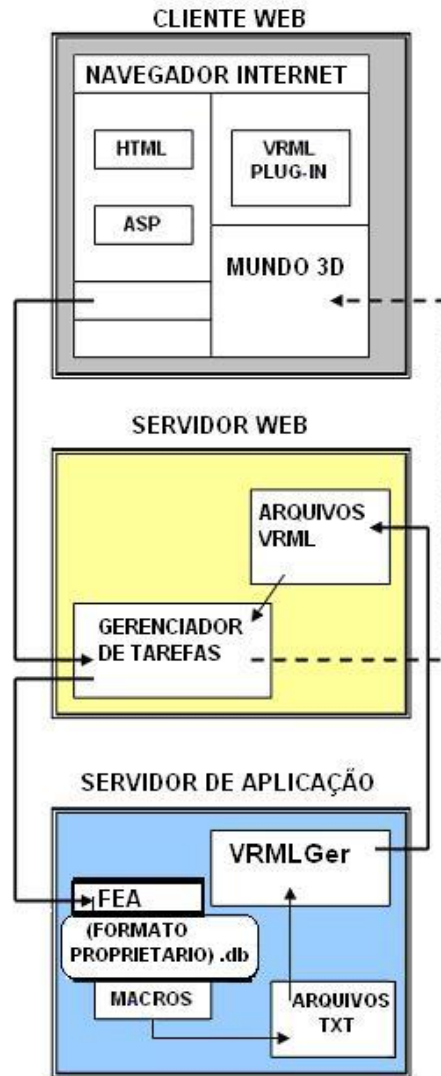 CLIENTE WEB
NAVEGADOR INTERNET
HTML
ASP
VRML
PLUG-IN
MUNDO 3D
SERVIDOR WEB
ARQUIVOS
VRML
GERENCIADOR
DE TAREFAS
SERVIDOR DE APLICAÇÃO
VRMLGer
FEA
(FORMATO
PROPRIETARIO) .db
MACROS
ARQUIVOS
TXT